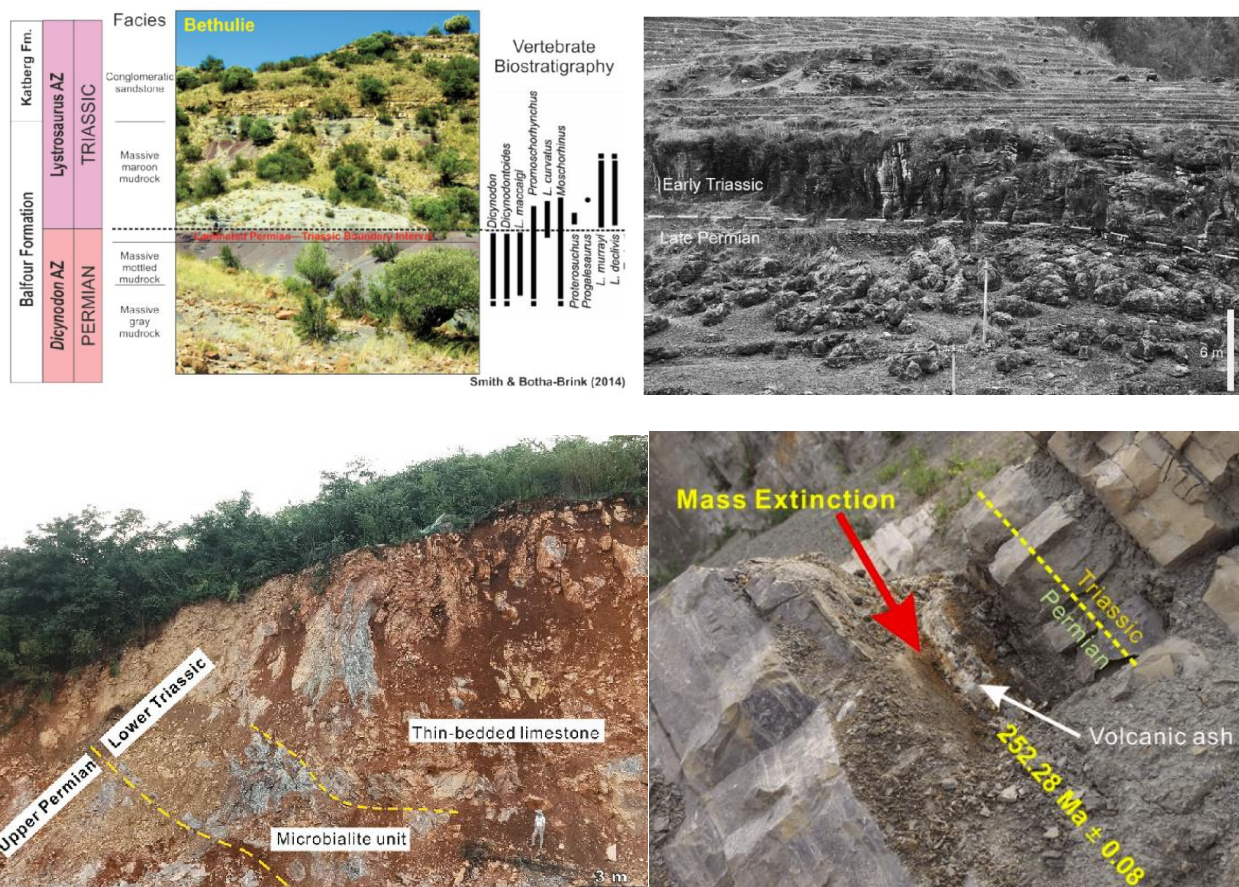 Facies
Bethulie
Vertebrate
Biostratigraphy
Katberg Fm.
Balfour Formation
Lystrosaurus AZ
TRIASSIC
Dicynodon AZ
PERMIAN
Conglomeratic
sandstone
Massive
maroon
mudrock
Massive
mottled
mudrock
Massive
gray
mudrock
Laminated Permian-Triassic Boundary Interval
Dicynodon
Dicynodontoides
L. maccaigi
Promoschorhynchus
L. curvatus
Moschorhinus
Proterosuchus
Progalesaurus
L. murrayi
L. declivis
Smith & Botha-Brink (2014)
Early Triassic
Late Permian
6 m
Lower Triassic
Upper Permian
Thin-bedded limestone
Microbialite unit
3 m
Mass Extinction
Triassic
Permian
Volcanic ash
252.28 Ma ± 0.08